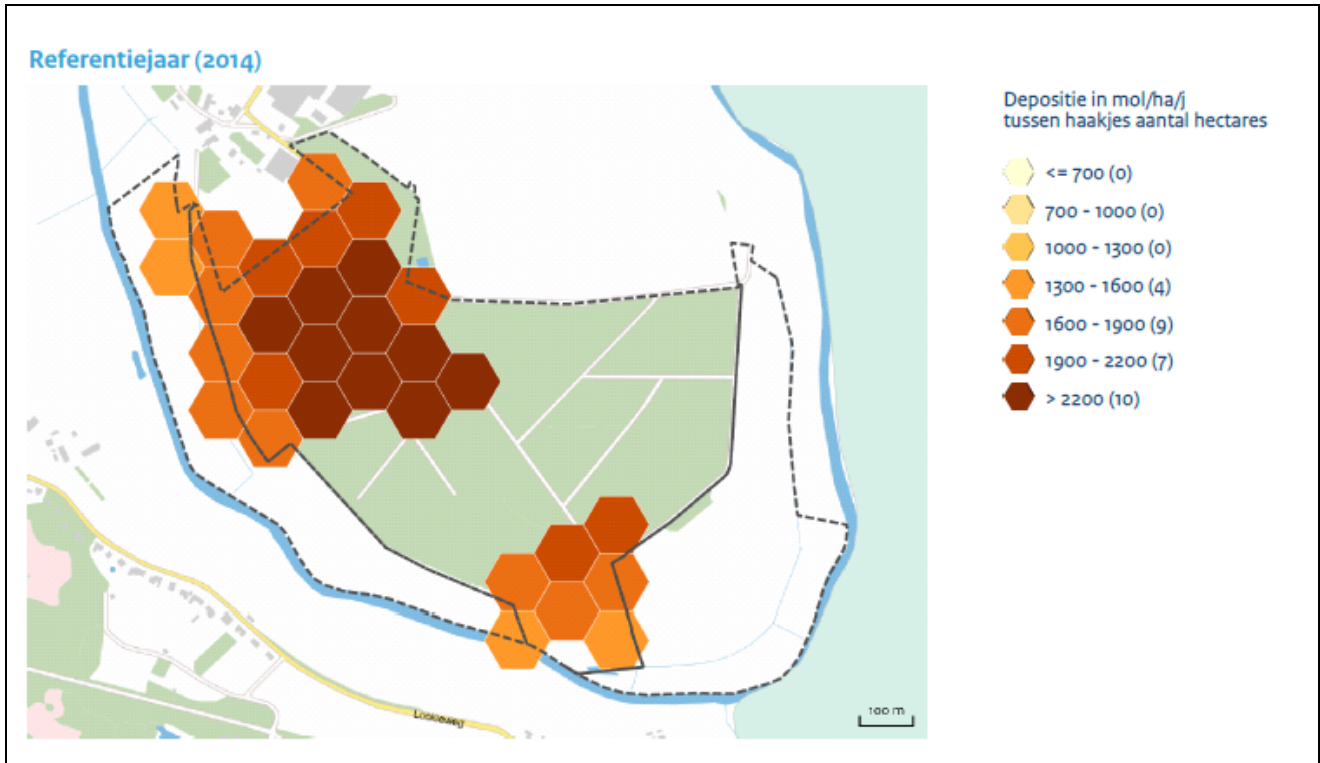 Referentiejaar (2014)
Depositie in mol/ha/j
tussen haakjes aantal hectares
<= 700 (0)
700 - 1000 (0)
1000 - 1300 (0)
1300 - 1600 (4)
1600 - 1900 (9)
1900 - 2200 (7)
> 2200 (10)
100 m